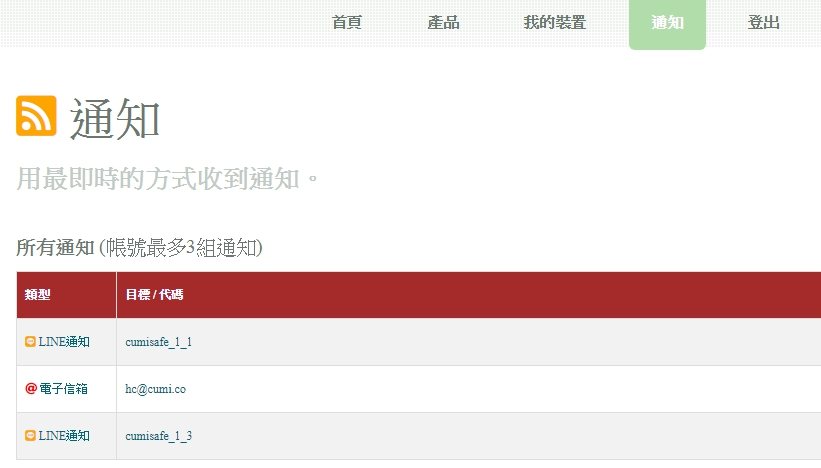 首頁 產品 我的裝置 通知 登出
通知
用最即時的方式收到通知。
所有通知 (帳號最多3組通知)
類型 目標 / 代碼
LINE通知 cumisafe_1_1
@ 電子信箱 hc@cumi.co
LINE通知 cumisafe_1_3